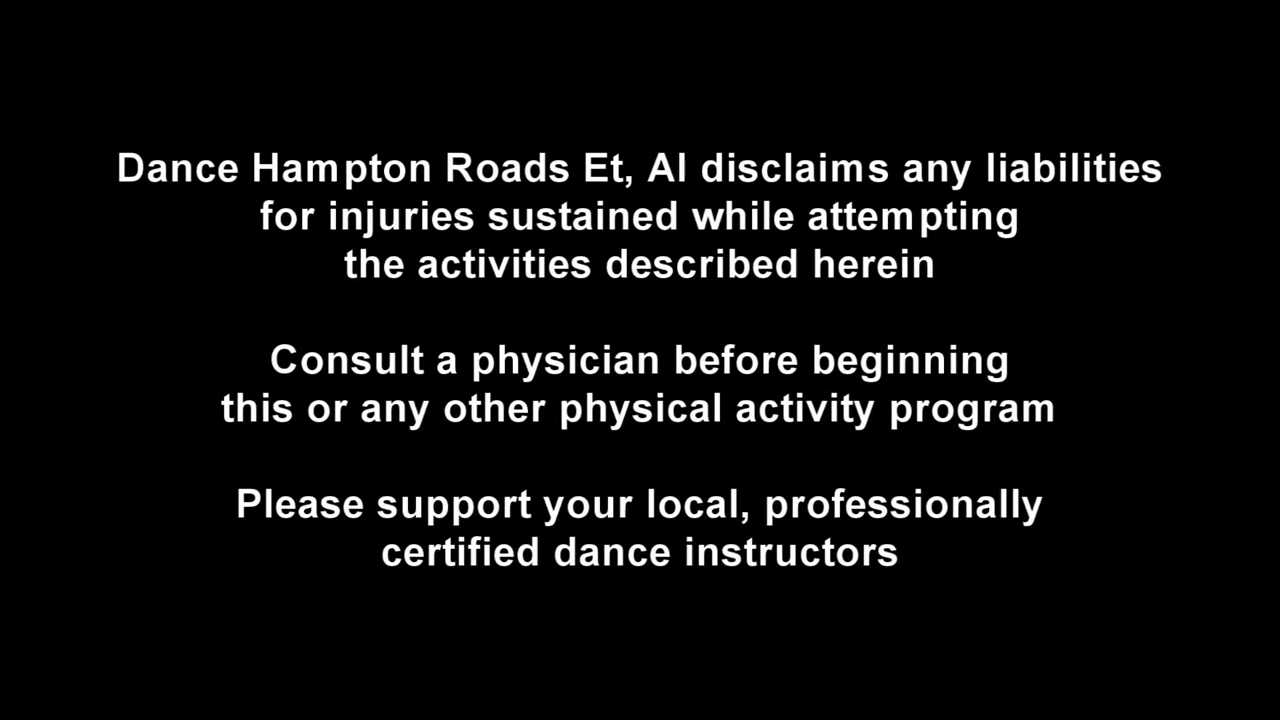 Dance Hampton Roads Et, Al disclaims any liabilities
for injuries sustained while attempting
the activities described herein
Consult a physician before beginning
this or any other physical activity program
Please support your local, professionally
certified dance instructors